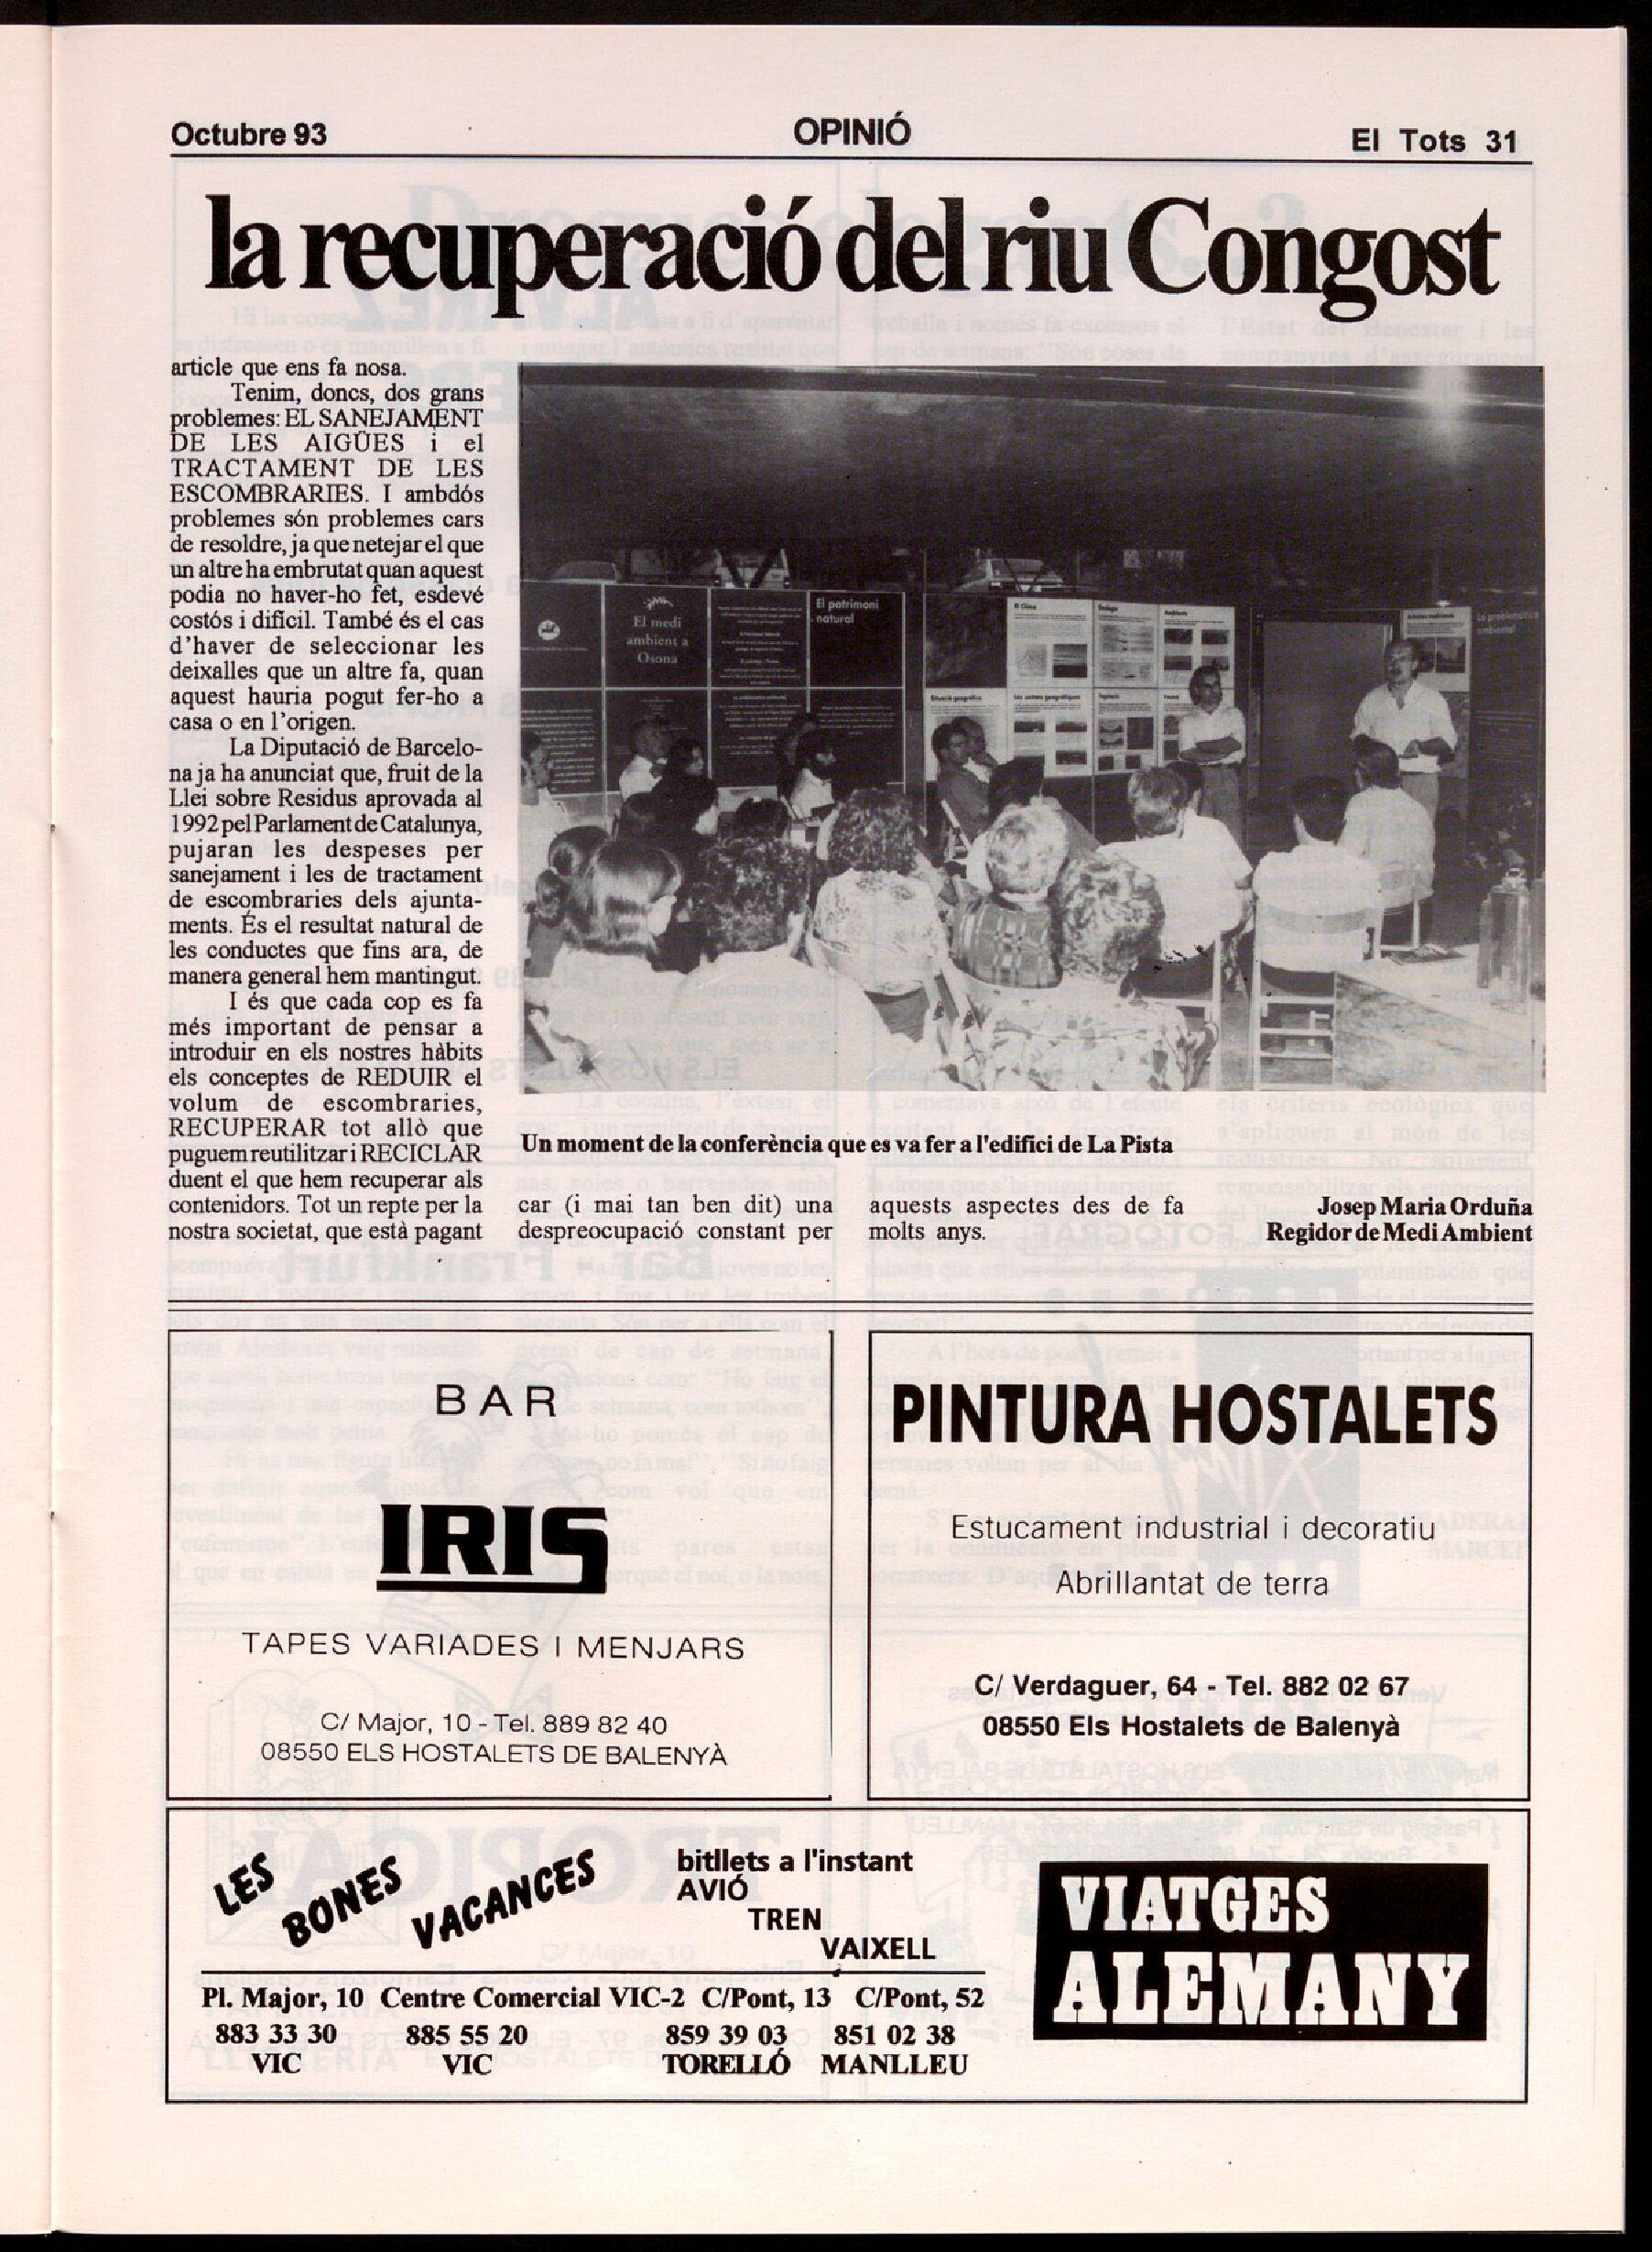 Octubre 93
OPINIÓ
El Tots 31
la recuperació del riu Congost
article que ens fa nosa.
Tenim, doncs, dos grans
problemes: EL SANEJAMENT
DE LES AIGÜES i el
TRACTAMENT DE LES
ESCOMBRARIES. I ambdós
problemes són problemes cars
de resoldre, ja que netejar el que
un altre ha embrutat quan aquest
podia no haver-ho fet, esdevé
costós i difícil. També és el cas
d'haver de seleccionar les
deixalles que un altre fa, quan
aquest hauria pogut fer-ho a
casa o en l'origen.
La Diputació de Barcelo-
na ja ha anunciat que, fruit de la
Llei sobre Residus aprovada al
1992 pel Parlament de Catalunya,
pujaran les despeses per
sanejament i les de tractament
de escombraries dels ajunta-
ments. És el resultat natural de
les conductes que fins ara, de
manera general hem mantingut.
I és que cada cop es fa
més important de pensar a
introduir en els nostres hàbits
els conceptes de REDUIR el
volum de escombraries,
RECUPERAR tot allò que
puguem reutilitzar i RECICLAR
duent el que hem recuperar als
contenidors. Tot un repte per la
nostra societat, que està pagant
El medi
ambient a
Osona
El patrimoni
natural
El Clima
Situació geogràfica
Un moment de la conferència que es va fer a l'edifici de La Pista
car (i mai tan ben dit) una
despreocupació constant per
aquests aspectes des de fa
molts anys.
Josep Maria Orduña
Regidor de Medi Ambient
BAR
IRIS
TAPES VARIADES I MENJARS
C/ Major, 10 - Tel. 889 82 40
08550 ELS HOSTALETS DE BALENYÀ
PINTURA HOSTALETS
Estucament industrial i decoratiu
Abrillantat de terra
C/ Verdaguer, 64 - Tel. 882 02 67
08550 Els Hostalets de Balenyà
LES
BONES
VACANCES
bitllets a l'instant
AVIÓ
TREN
VAIXELL
VIATGES
ALEMANY
Pl. Major, 10 Centre Comercial VIC-2 C/Pont, 13 C/Pont, 52
883 33 30 885 55 20 859 39 03 851 02 38
VIC VIC TORELLÓ MANLLEU